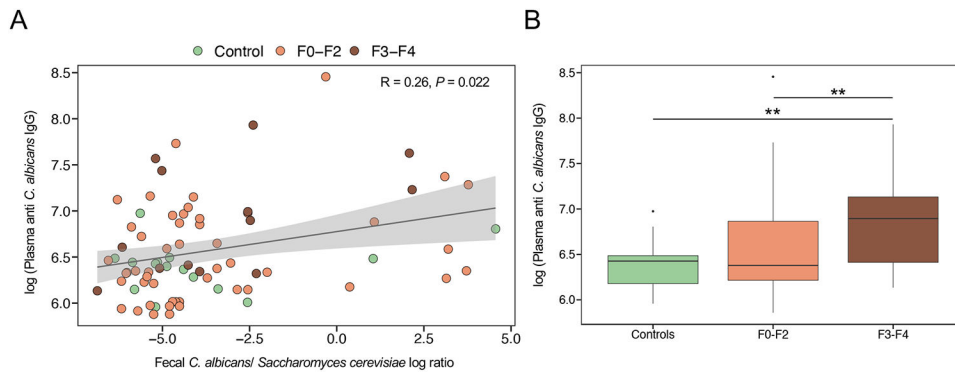 A
Control F0–F2 F3–F4
R = 0.26, P = 0.022
8.5
8.0
7.5
7.0
6.5
6.0
log (Plasma anti C. albicans IgG)
−5.0 −2.5 0.0 2.5 5.0
Fecal C. albicans/ Saccharomyces cerevisiae log ratio
B
8.5
8.0
7.5
7.0
6.5
6.0
log (Plasma anti C. albicans IgG)
**
**
Controls F0-F2 F3-F4